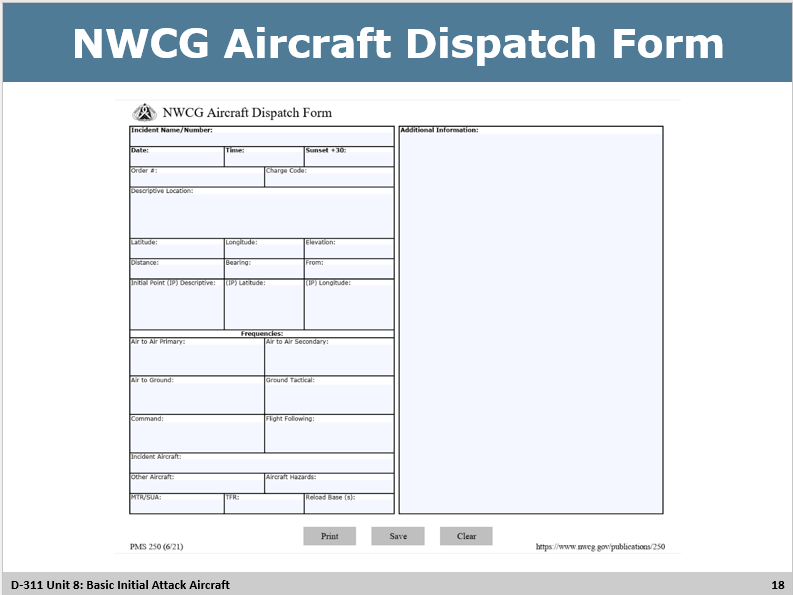 NWCG Aircraft Dispatch Form
NWCG Aircraft Dispatch Form
Incident Name/Number:
Date: Time: Sunset +30:
Order #: Charge Code:
Descriptive Location:
Latitude: Longitude: Elevation:
Distance: Bearing: From:
Initial Point (IP) Descriptive: (IP) Latitude: (IP) Longitude:
Frequencies:
Air to Air Primary: Air to Air Secondary:
Air to Ground: Ground Tactical:
Command: Flight Following:
Incident Aircraft:
Other Aircraft: Aircraft Hazards:
MTR/SUA: TFR: Reload Base (s):
Additional Information:
Print Save Clear
PMS 250 (6/21) https://www.nwcg.gov/publications/250
D-311 Unit 8: Basic Initial Attack Aircraft 18